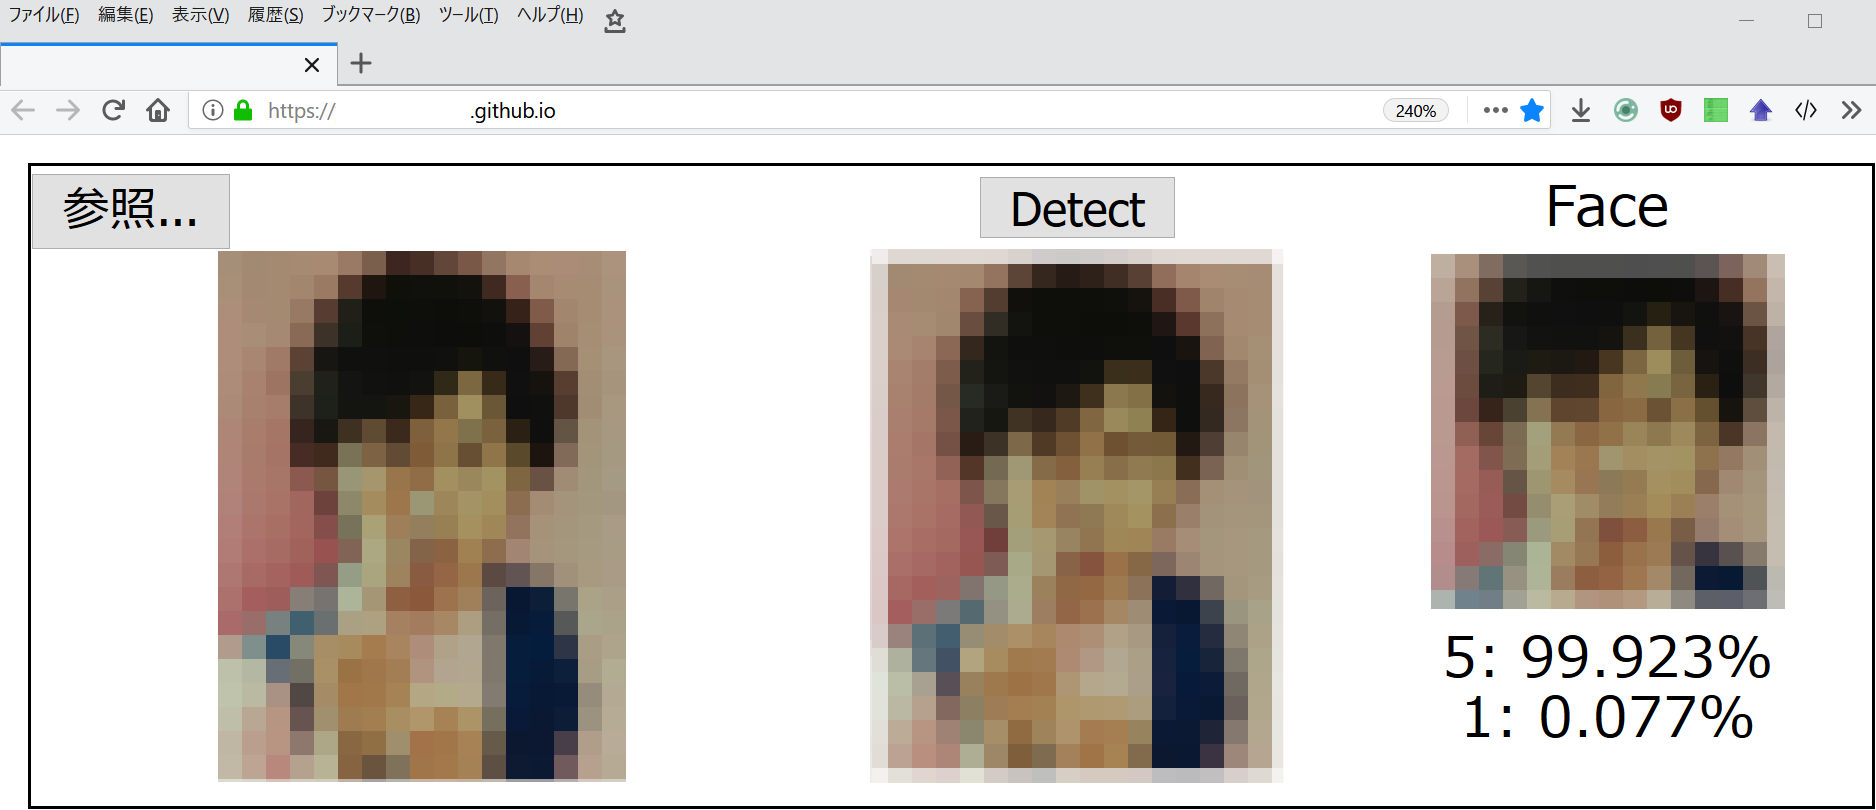 ファイル(F) 編集(E) 表示(V) 履歴(S) ブックマーク(B) ツール(T) ヘルプ(H)
https:// .github.io 240%
参照... Detect Face
5: 99.923%
1: 0.077%